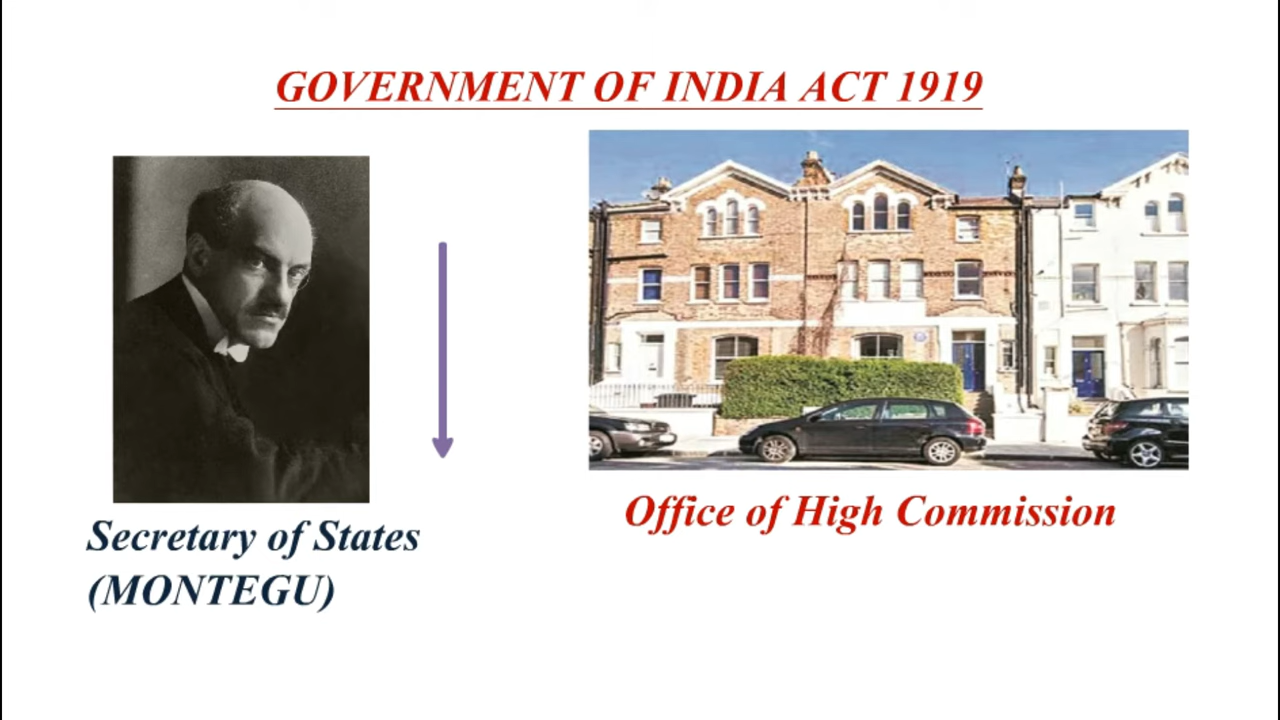 GOVERNMENT OF INDIA ACT 1919
Secretary of States
(MONTEGU)
Office of High Commission